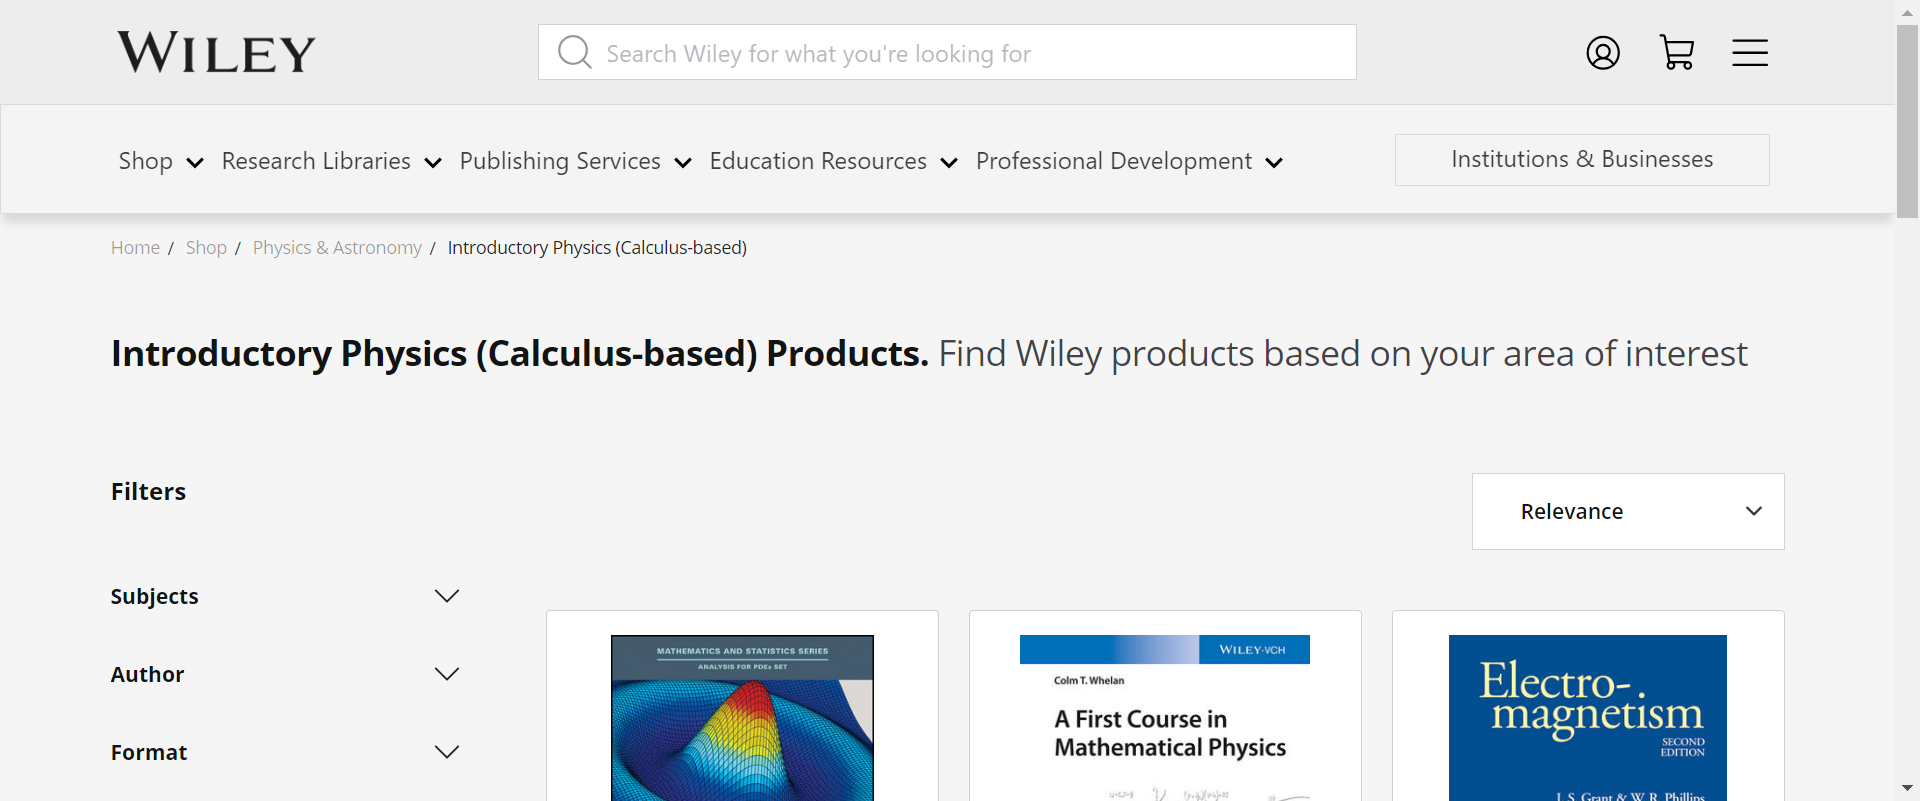 WILEY
Search Wiley for what you're looking for
Shop Research Libraries Publishing Services Education Resources Professional Development Institutions & Businesses
Home / Shop / Physics & Astronomy / Introductory Physics (Calculus-based)
Introductory Physics (Calculus-based) Products. Find Wiley products based on your area of interest
Filters
Relevance
Subjects
Author
Format
MATHEMATICS AND STATISTICS SERIES
ANALYSIS FOR PDEs SET
WILEY-VCH
Colm T. Whelan
A First Course in
Mathematical Physics
Electro-
magnetism
SECOND
EDITION
I. S. Grant & W. R. Phillips